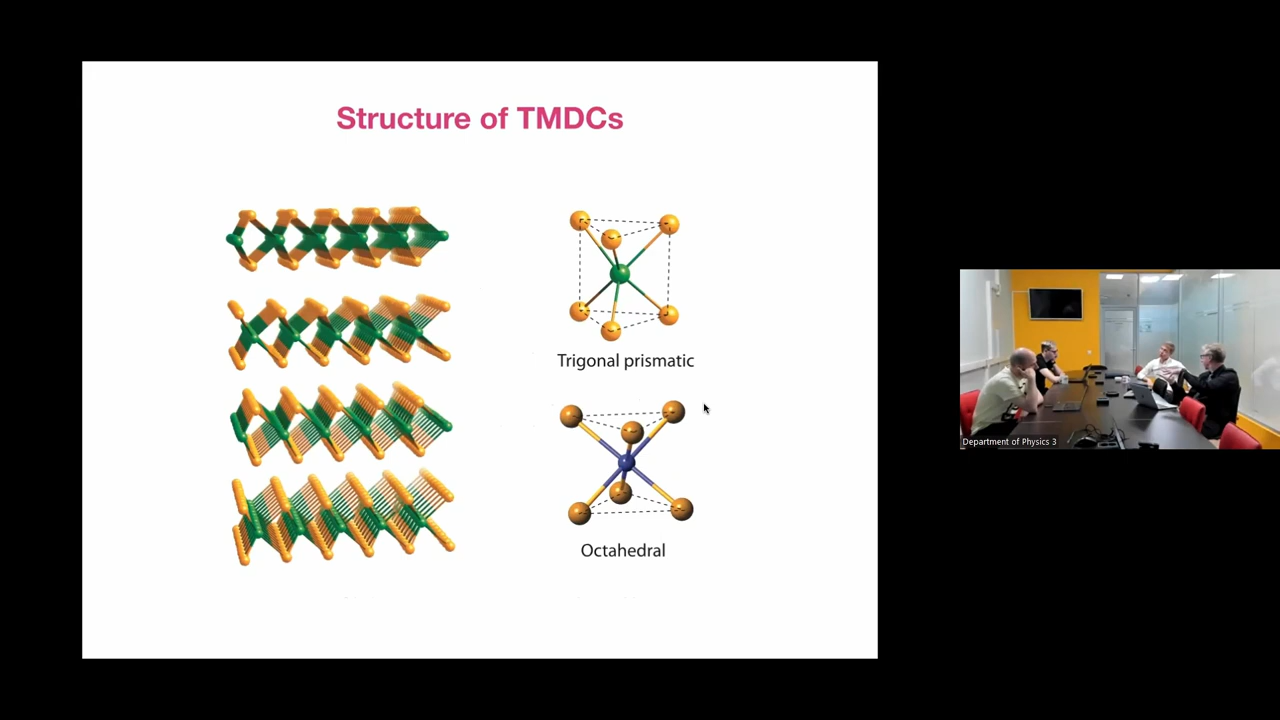 Structure of TMDCs
Trigonal prismatic
Octahedral
Department of Physics 3